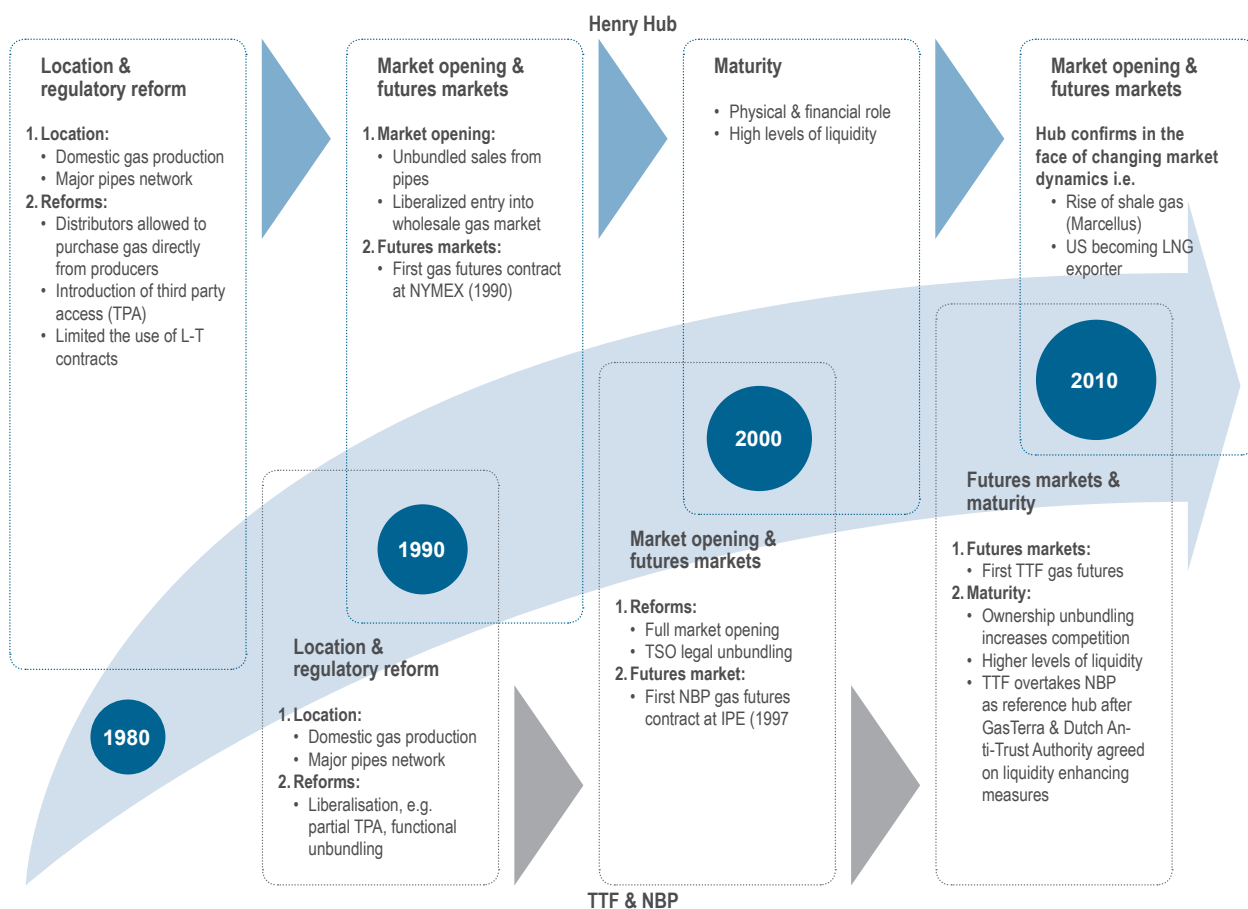 Henry Hub
Location &
regulatory reform
1. Location:
• Domestic gas production
• Major pipes network
2. Reforms:
• Distributors allowed to
purchase gas directly
from producers
• Introduction of third party
access (TPA)
• Limited the use of L-T
contracts
Market opening &
futures markets
1. Market opening:
• Unbundled sales from
pipes
• Liberalized entry into
wholesale gas market
2. Futures markets:
• First gas futures contract
at NYMEX (1990)
Maturity
• Physical & financial role
• High levels of liquidity
Market opening &
futures markets
Hub confirms in the
face of changing market
dynamics i.e.
• Rise of shale gas
(Marcellus)
• US becoming LNG
exporter
1980
1990
2000
2010
Location &
regulatory reform
1. Location:
• Domestic gas production
• Major pipes network
2. Reforms:
• Liberalisation, e.g.
partial TPA, functional
unbundling
Market opening &
futures markets
1. Reforms:
• Full market opening
• TSO legal unbundling
2. Futures market:
• First NBP gas futures
contract at IPE (1997
Futures markets &
maturity
1. Futures markets:
• First TTF gas futures
2. Maturity:
• Ownership unbundling
increases competition
• Higher levels of liquidity
• TTF overtakes NBP
as reference hub after
GasTerra & Dutch An-
ti-Trust Authority agreed
on liquidity enhancing
measures
TTF & NBP